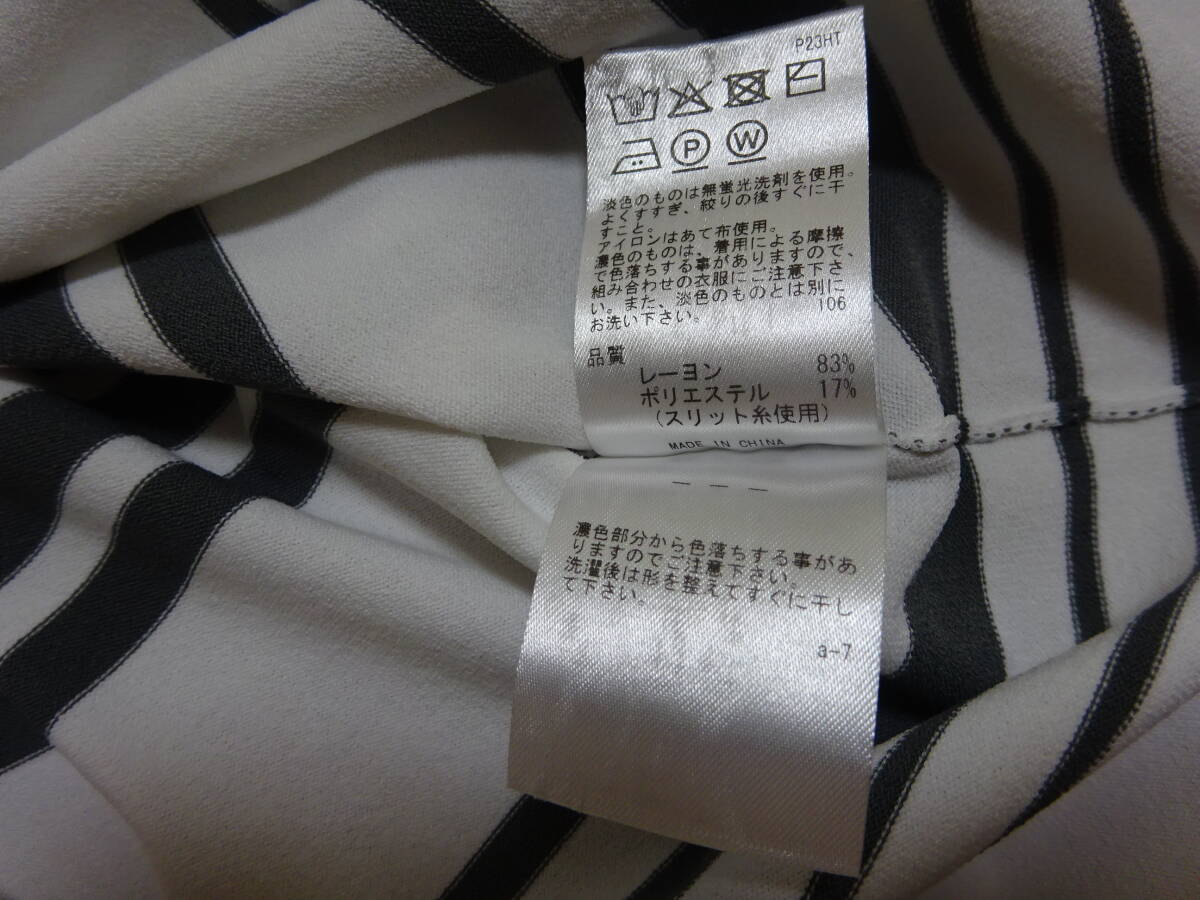 P23HT
P W
淡色のものは無蛍光洗剤を使用。
よくすすぎ、絞りの後すぐに干
すこと。
アイロンはあて布使用。
濃色のものは、着用による摩擦
で色落ちする事がありますので、
組み合わせの衣服にご注意下さ
い。また、淡色のものとは別に
お洗い下さい。 106
品質
レーヨン 83%
ポリエステル 17%
(スリット糸使用)
MADE IN CHINA
― ― ―
濃色部分から色落ちする事があ
りますのでご注意下さい。
洗濯後は形を整えてすぐに干し
て下さい。
a-7